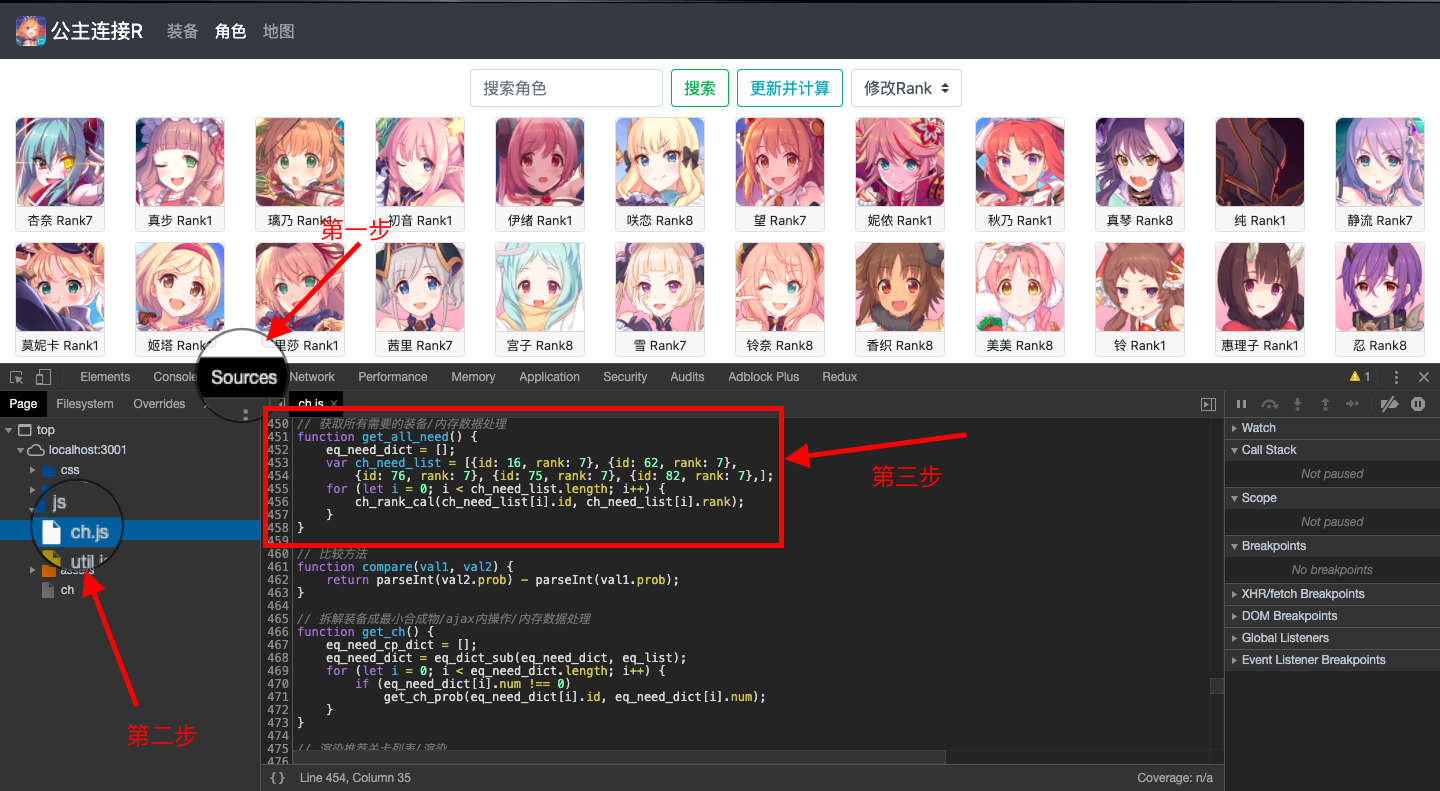 公主连接R 装备 角色 地图
搜索角色 搜索 更新并计算 修改Rank
杏奈 Rank7 真步 Rank1 璃乃 Rank1 初音 Rank1 伊绪 Rank1 咲恋 Rank8 望 Rank7 妮侬 Rank1 秋乃 Rank1 真琴 Rank8 纯 Rank1 静流 Rank7
第一步
莫妮卡 Rank1 姬塔 Rank 里莎 Rank1 茜里 Rank7 宫子 Rank8 雪 Rank7 铃奈 Rank8 香织 Rank8 美美 Rank8 铃 Rank1 惠理子 Rank1 忍 Rank8
Elements Console Sources Network Performance Memory Application Security Audits Adblock Plus Redux 1
Page Filesystem Overrides ch.js
top
localhost:3001
css
js
ch.js
util.j
assets
ch
第二步
450 // 获取所有需要的装备/内存数据处理
451 function get_all_need() {
452 eq_need_dict = [];
453 var ch_need_list = [{id: 16, rank: 7}, {id: 62, rank: 7},
454 {id: 76, rank: 7}, {id: 75, rank: 7}, {id: 82, rank: 7},];
455 for (let i = 0; i < ch_need_list.length; i++) {
456 ch_rank_cal(ch_need_list[i].id, ch_need_list[i].rank);
457 }
458 }
459
460 // 比较方法
461 function compare(val1, val2) {
462 return parseInt(val2.prob) - parseInt(val1.prob);
463 }
464
465 // 拆解装备成最小合成物/ajax内操作/内存数据处理
466 function get_ch() {
467 eq_need_cp_dict = [];
468 eq_need_dict = eq_dict_sub(eq_need_dict, eq_list);
469 for (let i = 0; i < eq_need_dict.length; i++) {
470 if (eq_need_dict[i].num !== 0)
471 get_ch_prob(eq_need_dict[i].id, eq_need_dict[i].num);
472 }
473 }
474
475 // 渲染推荐关卡列表/渲染
476
第三步
{} Line 454, Column 35 Coverage: n/a
Watch
Call Stack
Not paused
Scope
Not paused
Breakpoints
No breakpoints
XHR/fetch Breakpoints
DOM Breakpoints
Global Listeners
Event Listener Breakpoints